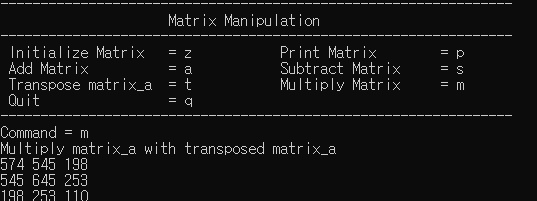 ----------------------------------------------------------------
Matrix Manipulation
----------------------------------------------------------------
Initialize Matrix = z Print Matrix = p
Add Matrix = a Subtract Matrix = s
Transpose matrix_a = t Multiply Matrix = m
Quit = q
----------------------------------------------------------------
Command = m
Multiply matrix_a with transposed matrix_a
574 545 198
545 645 253
198 253 110